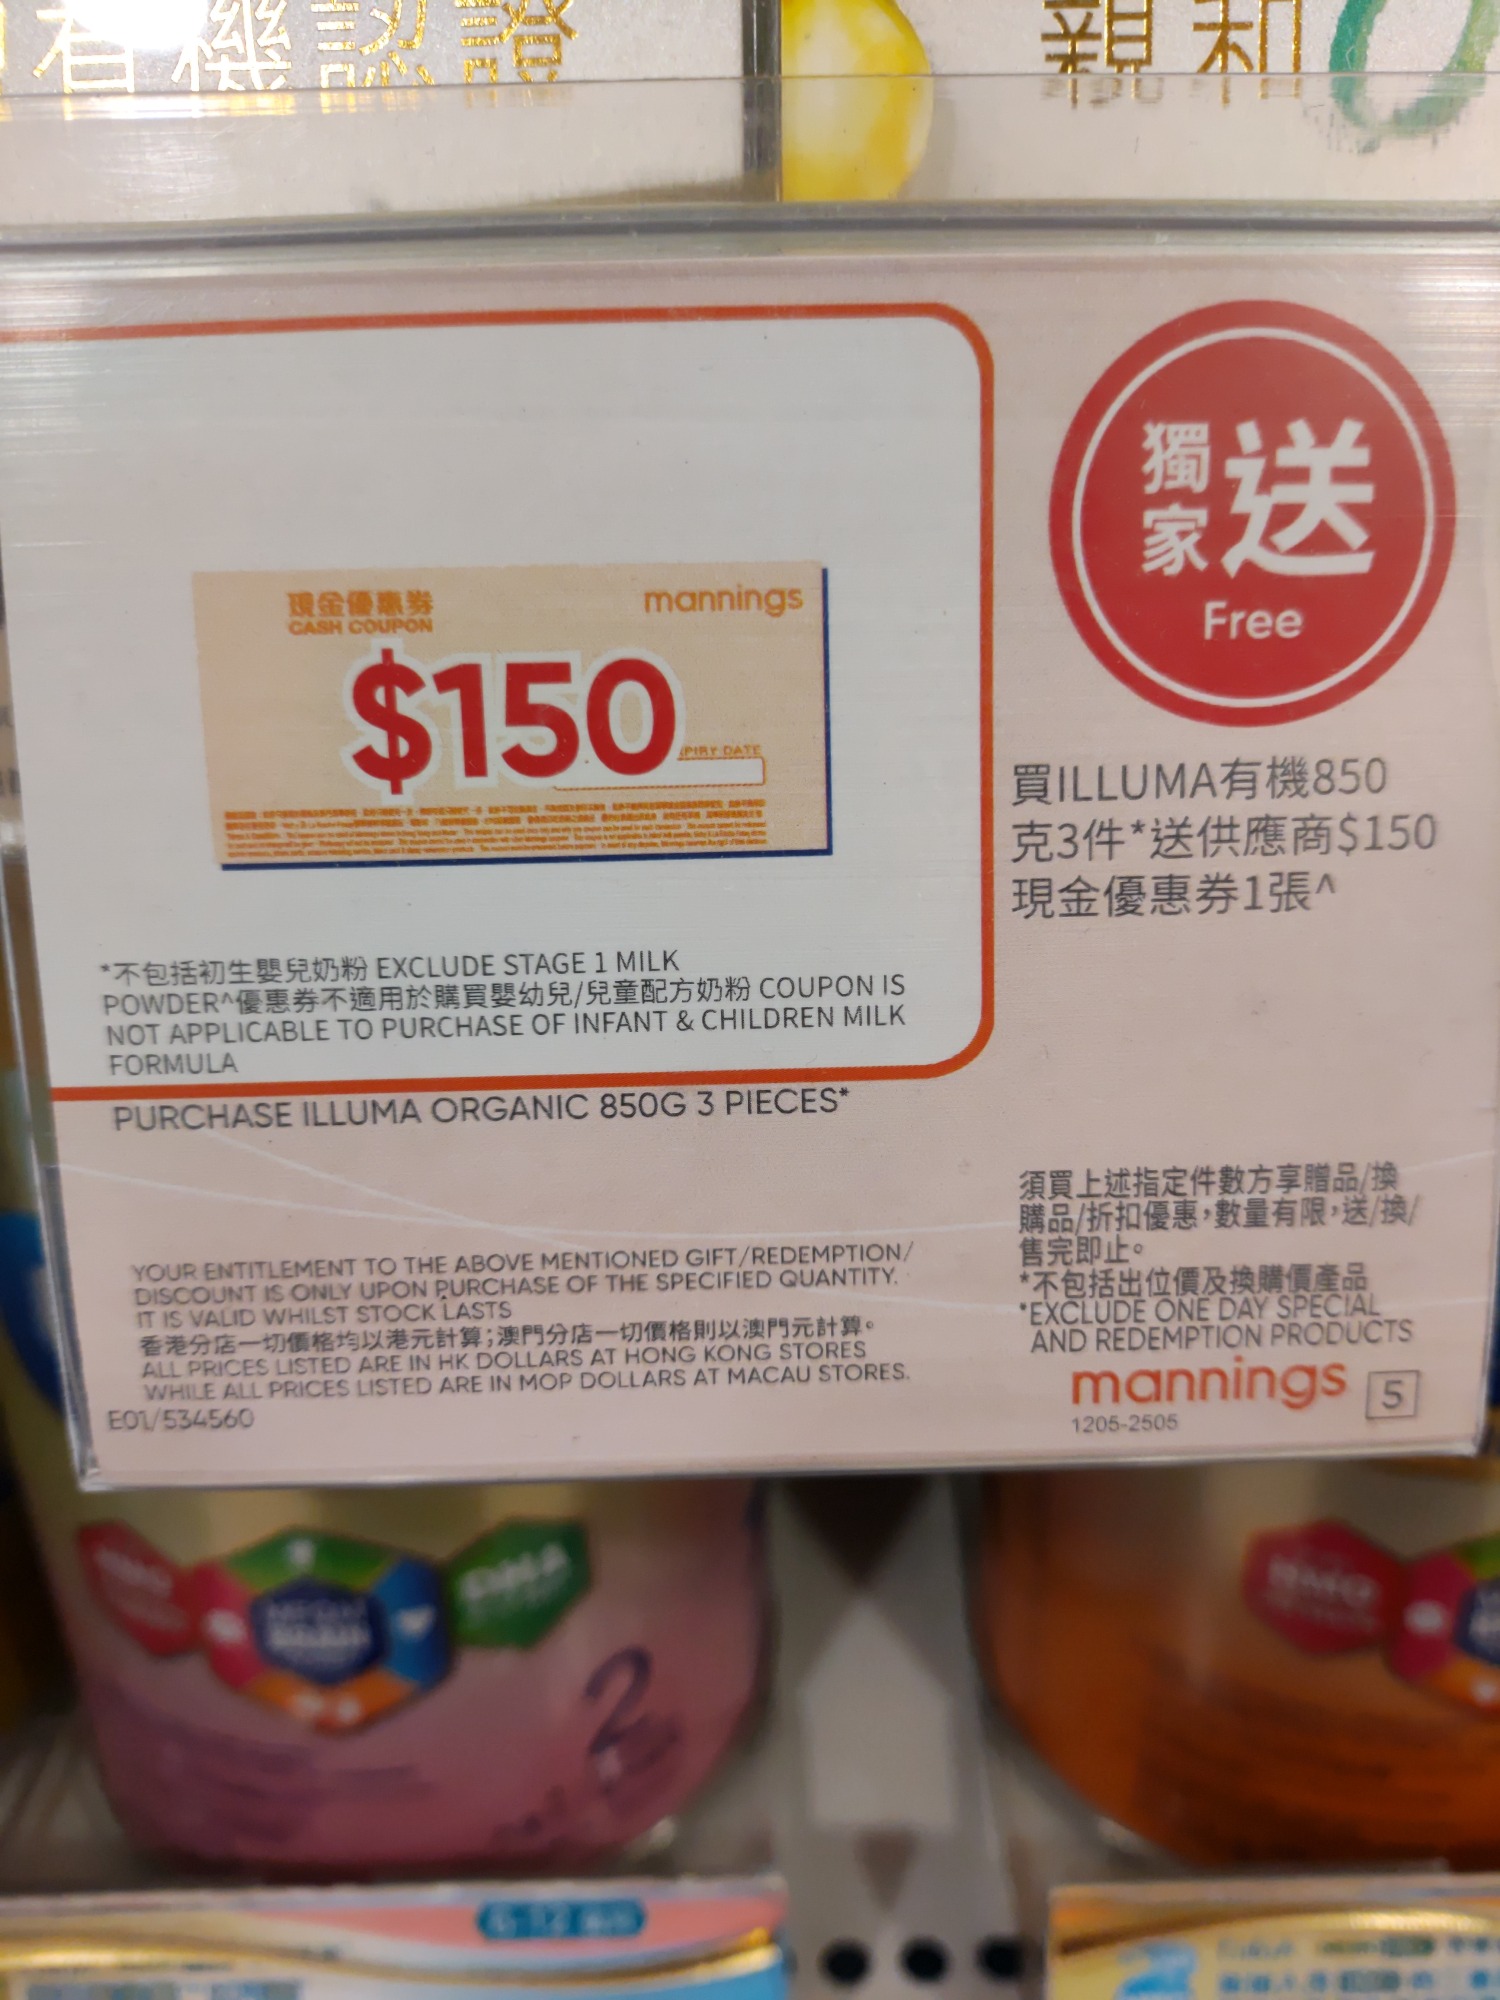 有機認證
親和
獨家
送
Free
現金優惠券
CASH COUPON
mannings
$150
PIRY DATE
買ILLUMA有機850
克3件*送供應商$150
現金優惠券1張^
*不包括初生嬰兒奶粉 EXCLUDE STAGE 1 MILK
POWDER^優惠券不適用於購買嬰幼兒/兒童配方奶粉 COUPON IS
NOT APPLICABLE TO PURCHASE OF INFANT & CHILDREN MILK
FORMULA
PURCHASE ILLUMA ORGANIC 850G 3 PIECES*
YOUR ENTITLEMENT TO THE ABOVE MENTIONED GIFT/REDEMPTION/
DISCOUNT IS ONLY UPON PURCHASE OF THE SPECIFIED QUANTITY.
IT IS VALID WHILST STOCK LASTS
香港分店一切價格均以港元計算;澳門分店一切價格則以澳門元計算。
ALL PRICES LISTED ARE IN HK DOLLARS AT HONG KONG STORES
WHILE ALL PRICES LISTED ARE IN MOP DOLLARS AT MACAU STORES.
E01/534560
須買上述指定件數方享贈品/換
購品/折扣優惠，數量有限，送/換/
售完即止。
*不包括出位價及換購價產品
*EXCLUDE ONE DAY SPECIAL
AND REDEMPTION PRODUCTS
mannings 5
1205-2505
2